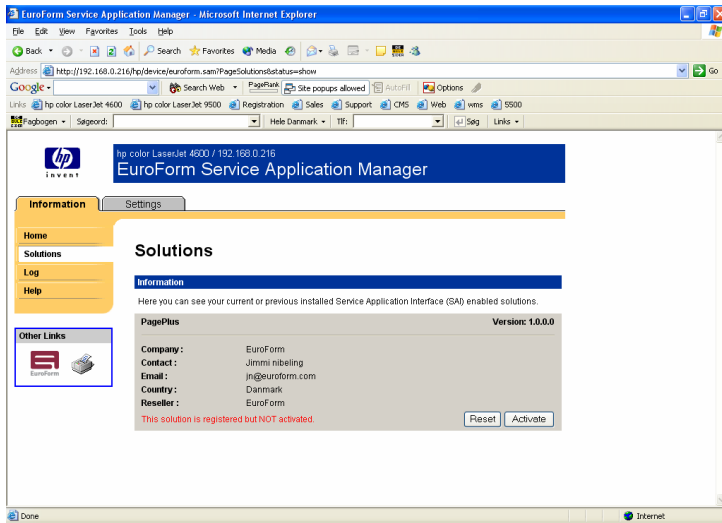 EuroForm Service Application Manager - Microsoft Internet Explorer
File Edit View Favorites Tools Help
Back Search Favorites Media
Address http://192.168.0.216/hp/device/euroform.sam?PageSolutions&status=show Go
Google Search Web PageRank Site popups allowed AutoFill Options
Links hp color LaserJet 4600 hp color LaserJet 9500 Registration Sales Support CMS Web wms 5500
Fagbogen Søgeord: Hele Danmark Tlf: Søg Links
hp
invent
hp color LaserJet 4600 / 192.168.0.216
EuroForm Service Application Manager
Information Settings
Home
Solutions
Log
Help
Other Links
EuroForm
Solutions
Information
Here you can see your current or previous installed Service Application Interface (SAI) enabled solutions.
PagePlus Version: 1.0.0.0
Company : EuroForm
Contact : Jimmi nibeling
Email : jn@euroform.com
Country : Danmark
Reseller : EuroForm
This solution is registered but NOT activated. Reset Activate
Done Internet